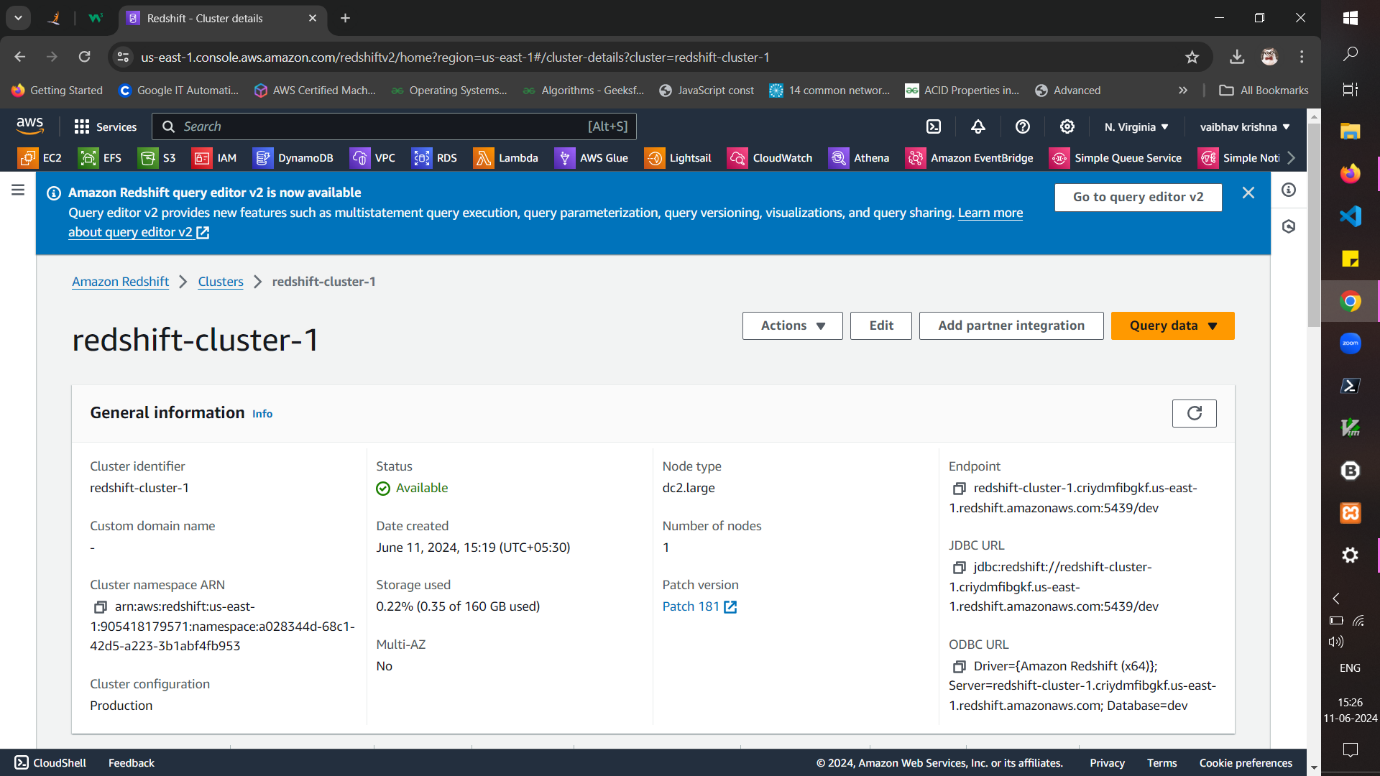 Redshift - Cluster details
us-east-1.console.aws.amazon.com/redshiftv2/home?region=us-east-1#/cluster-details?cluster=redshift-cluster-1
Getting Started Google IT Automati... AWS Certified Mach... Operating Systems... Algorithms - Geeksf... JavaScript const 14 common networ... ACID Properties in... Advanced » All Bookmarks
aws Services Search [Alt+S] N. Virginia vaibhav krishna
EC2 EFS S3 IAM DynamoDB VPC RDS Lambda AWS Glue Lightsail CloudWatch Athena Amazon EventBridge Simple Queue Service Simple Noti
Amazon Redshift query editor v2 is now available
Query editor v2 provides new features such as multistatement query execution, query parameterization, query versioning, visualizations, and query sharing. Learn more
about query editor v2
Go to query editor v2
Amazon Redshift > Clusters > redshift-cluster-1
redshift-cluster-1
Actions Edit Add partner integration Query data
General information Info
Cluster identifier
redshift-cluster-1
Custom domain name
-
Cluster namespace ARN
arn:aws:redshift:us-east-
1:905418179571:namespace:a028344d-68c1-
42d5-a223-3b1abf4fb953
Cluster configuration
Production
Status
Available
Date created
June 11, 2024, 15:19 (UTC+05:30)
Storage used
0.22% (0.35 of 160 GB used)
Multi-AZ
No
Node type
dc2.large
Number of nodes
1
Patch version
Patch 181
Endpoint
redshift-cluster-1.criydmfibgkf.us-east-
1.redshift.amazonaws.com:5439/dev
JDBC URL
jdbc:redshift://redshift-cluster-
1.criydmfibgkf.us-east-
1.redshift.amazonaws.com:5439/dev
ODBC URL
Driver={Amazon Redshift (x64)};
Server=redshift-cluster-1.criydmfibgkf.us-east-
1.redshift.amazonaws.com; Database=dev
CloudShell Feedback © 2024, Amazon Web Services, Inc. or its affiliates. Privacy Terms Cookie preferences
zoom
ENG
15:26
11-06-2024